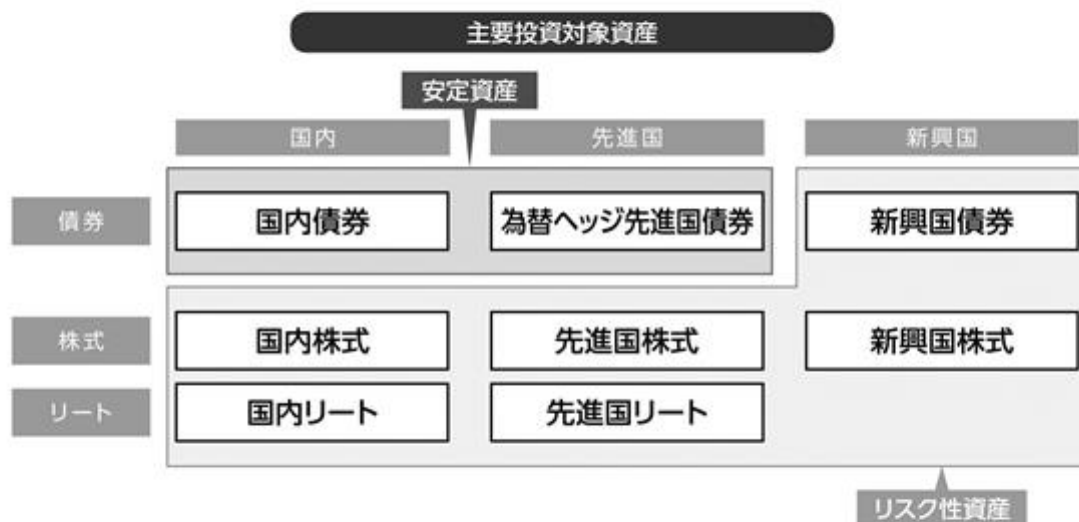 主要投資対象資産
安定資産
国内 先進国 新興国
債券 国内債券 為替ヘッジ先進国債券 新興国債券
株式 国内株式 先進国株式 新興国株式
リート 国内リート 先進国リート
リスク性資産